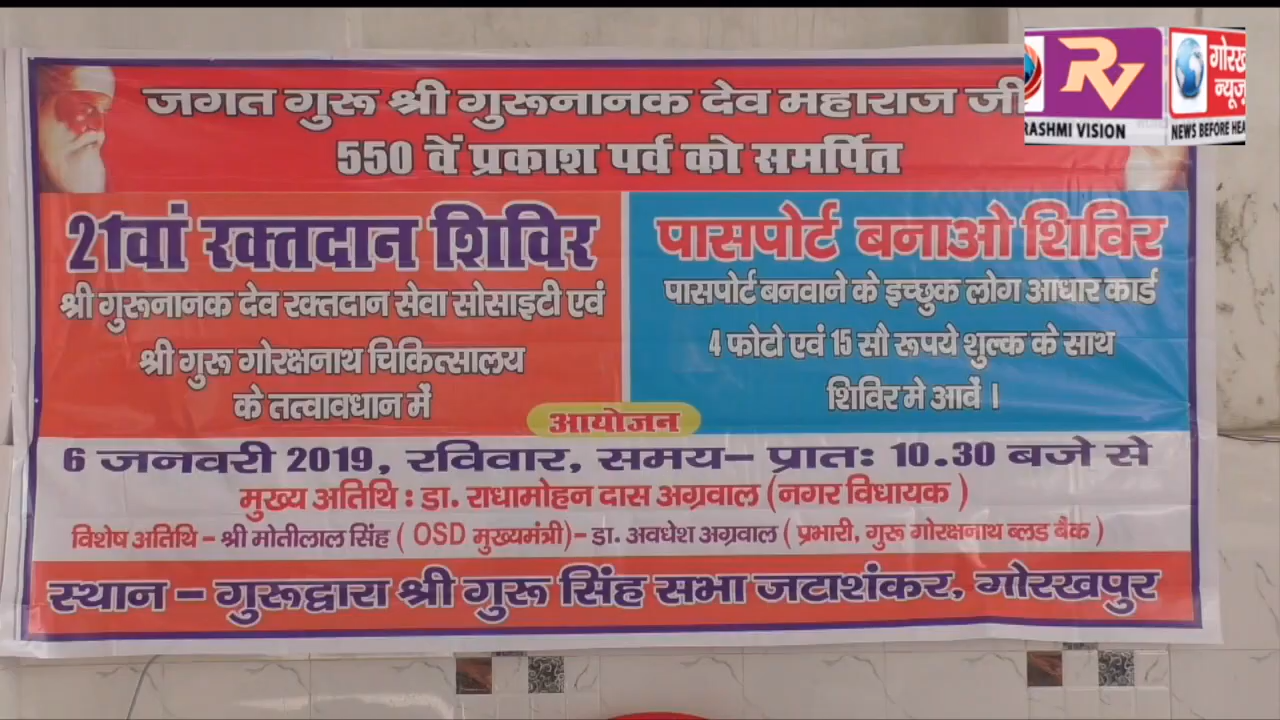 जगत गुरू श्री गुरूनानक देव महाराज जी
550 वें प्रकाश पर्व को समर्पित
21वां रक्तदान शिविर
श्री गुरूनानक देव रक्तदान सेवा सोसाइटी एवं
श्री गुरू गोरक्षनाथ चिकित्सालय
के तत्वावधान में
पासपोर्ट बनाओ शिविर
पासपोर्ट बनवाने के इच्छुक लोग आधार कार्ड
4 फोटो एवं 15 सौ रूपये शुल्क के साथ
शिविर मे आवें ।
आयोजन
6 जनवरी 2019, रविवार, समय– प्रातः 10.30 बजे से
मुख्य अतिथि : डा. राधामोहन दास अग्रवाल (नगर विधायक )
विशेष अतिथि – श्री मोतीलाल सिंह ( OSD मुख्यमंत्री)– डा. अवधेश अग्रवाल ( प्रभारी, गुरू गोरक्षनाथ ब्लड बैक )
स्थान – गुरूद्वारा श्री गुरू सिंह सभा जटाशंकर, गोरखपुर
RV
RASHMI VISION
गोरख
न्यूज
NEWS BEFORE HEA